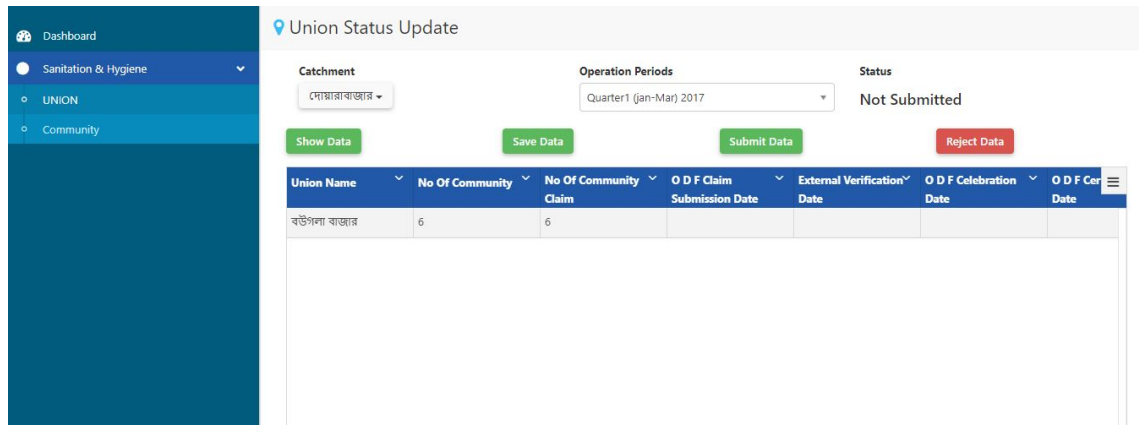 Dashboard
Union Status Update
Sanitation & Hygiene
UNION
Community
Catchment
Operation Periods
Status
দোয়ারাবাজার
Quarter1 (jan-Mar) 2017
Not Submitted
Show Data
Save Data
Submit Data
Reject Data
Union Name
No Of Community
No Of Community
Claim
O D F Claim
Submission Date
External Verification
Date
O D F Celebration
Date
O D F Cer
Date
বউগলা বাজার
6
6